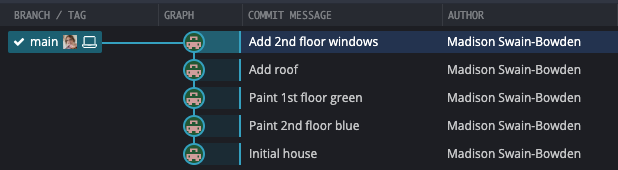 BRANCH / TAG GRAPH COMMIT MESSAGE AUTHOR
main Add 2nd floor windows Madison Swain-Bowden
Add roof Madison Swain-Bowden
Paint 1st floor green Madison Swain-Bowden
Paint 2nd floor blue Madison Swain-Bowden
Initial house Madison Swain-Bowden